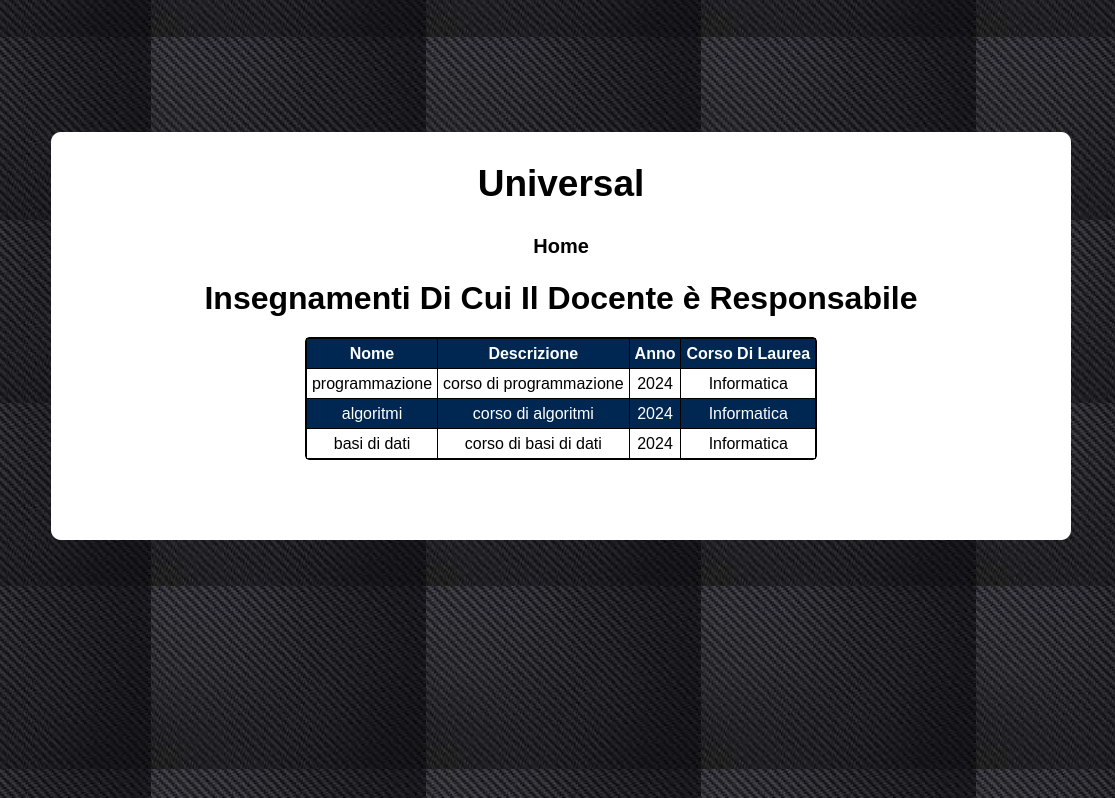 Universal
Home
Insegnamenti Di Cui Il Docente è Responsabile
Nome Descrizione Anno Corso Di Laurea
programmazione corso di programmazione 2024 Informatica
algoritmi corso di algoritmi 2024 Informatica
basi di dati corso di basi di dati 2024 Informatica